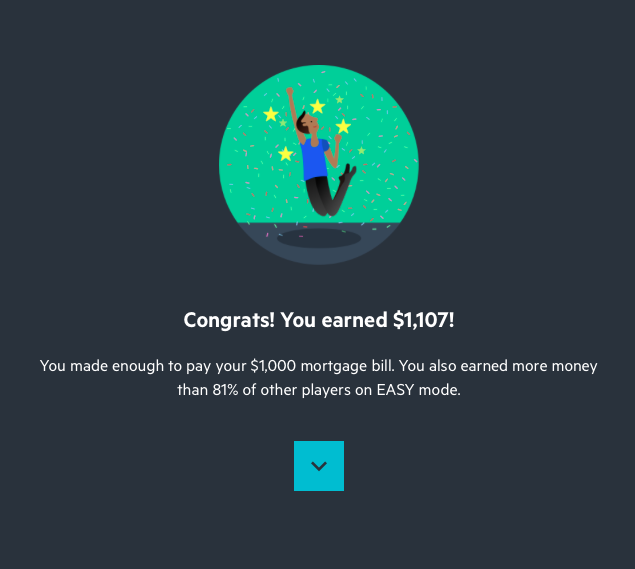 Congrats! You earned $1,107!
You made enough to pay your $1,000 mortgage bill. You also earned more money
than 81% of other players on EASY mode.